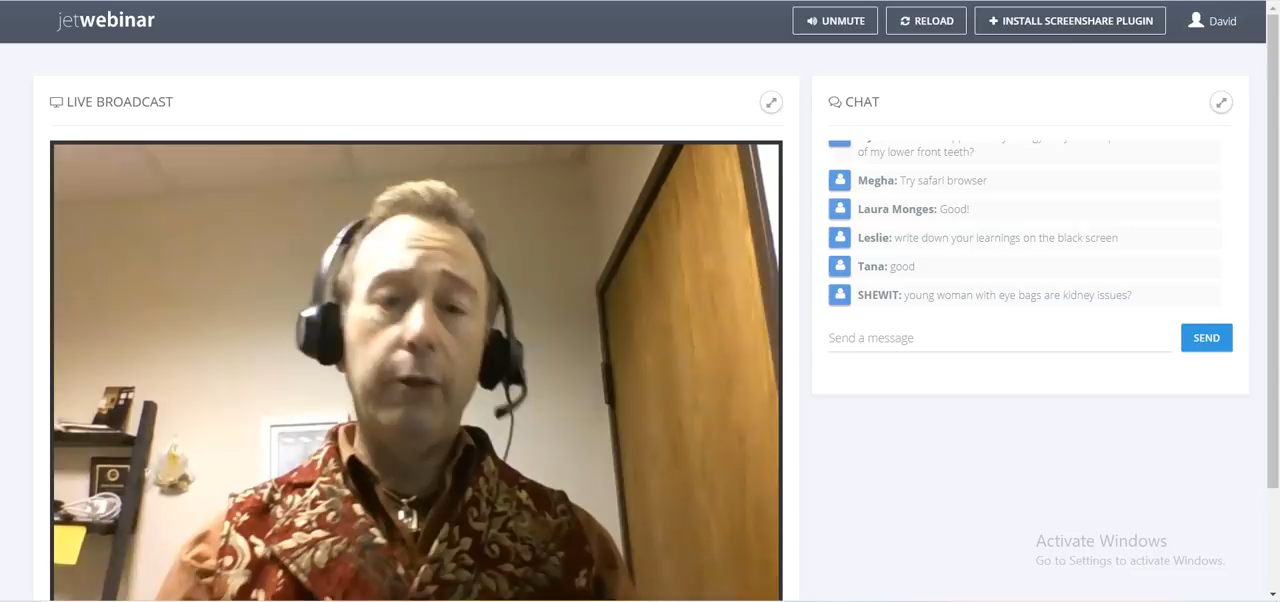 jetwebinar
UNMUTE
RELOAD
INSTALL SCREENSHARE PLUGIN
David
LIVE BROADCAST
CHAT
of my lower front teeth?
Megha: Try safari browser
Laura Monges: Good!
Leslie: write down your learnings on the black screen
Tana: good
SHEWIT: young woman with eye bags are kidney issues?
Send a message
SEND
Activate Windows
Go to Settings to activate Windows.